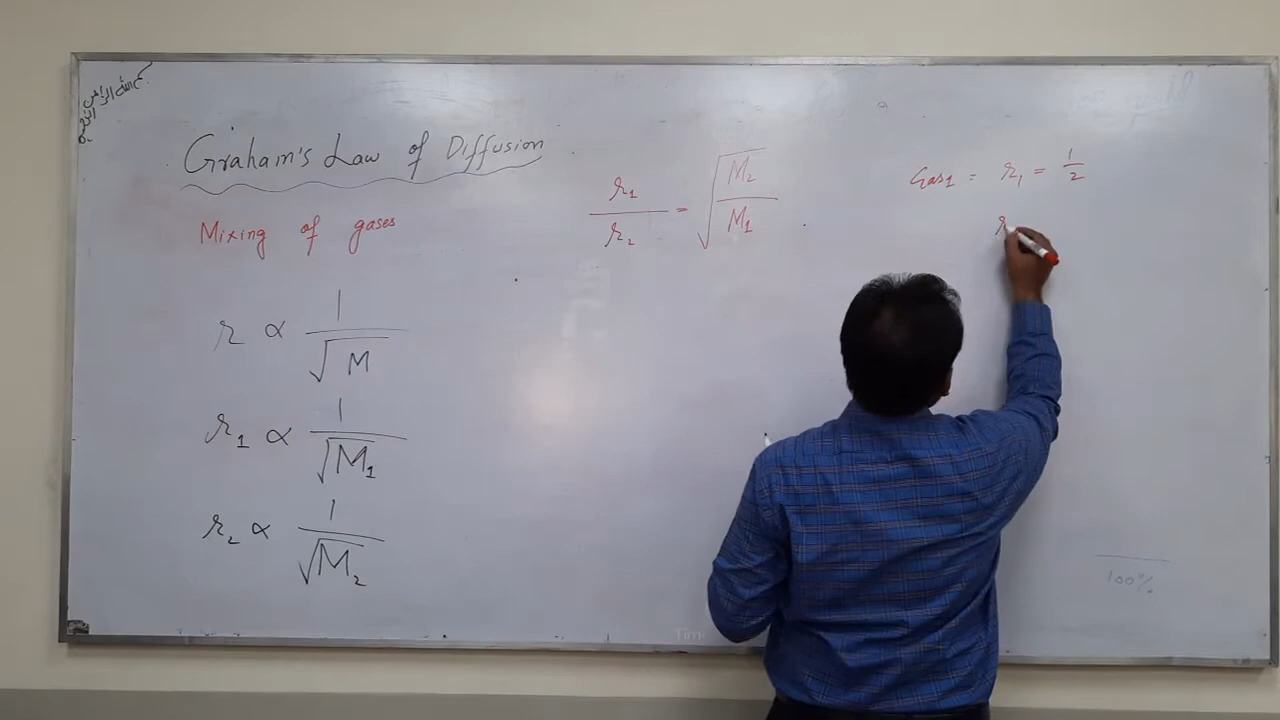 Graham's Law of Diffusion
Mixing of gases
r ∝ 1/√M
r₁ ∝ 1/√M₁
r₂ ∝ 1/√M₂
r₁/r₂ = √(M₂/M₁)
Gas₁ = r₁ = 1/2
r
100%